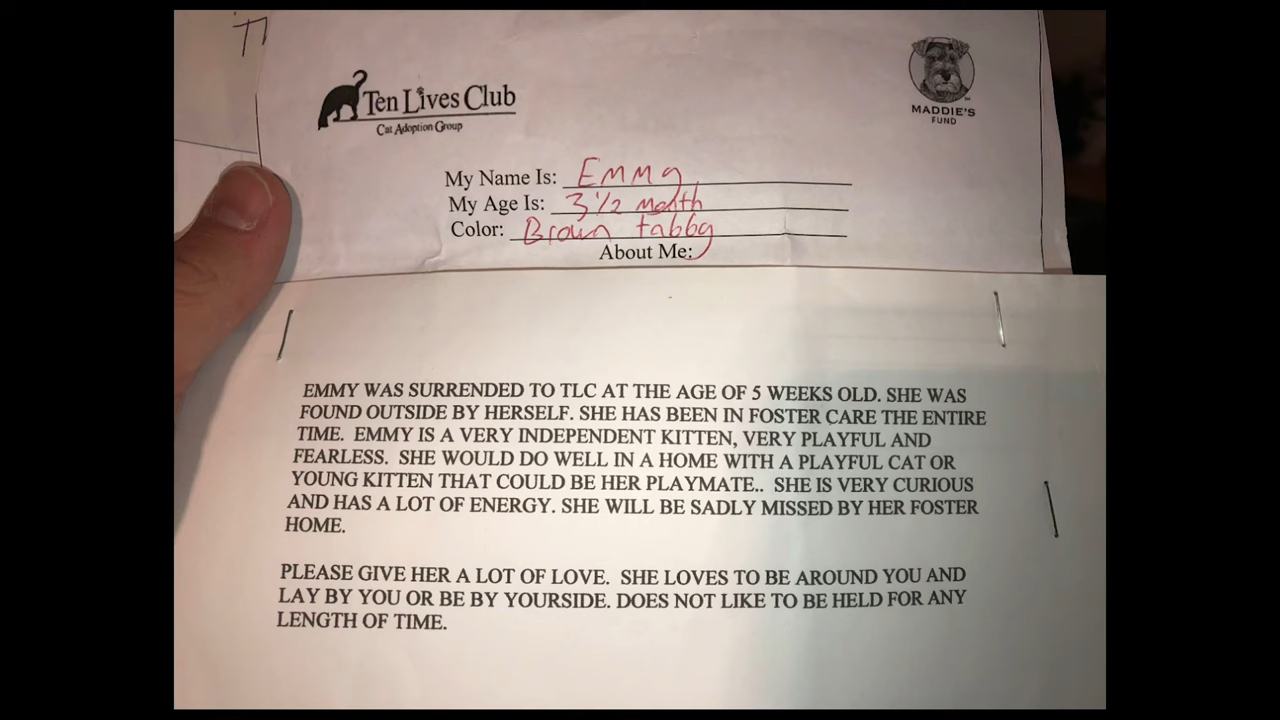 Ten Lives Club
Cat Adoption Group
MADDIE'S
FUND
My Name Is: Emmy
My Age Is: 3 1/2 month
Color: Brown tabby
About Me:
EMMY WAS SURRENDED TO TLC AT THE AGE OF 5 WEEKS OLD. SHE WAS
FOUND OUTSIDE BY HERSELF. SHE HAS BEEN IN FOSTER CARE THE ENTIRE
TIME. EMMY IS A VERY INDEPENDENT KITTEN, VERY PLAYFUL AND
FEARLESS. SHE WOULD DO WELL IN A HOME WITH A PLAYFUL CAT OR
YOUNG KITTEN THAT COULD BE HER PLAYMATE.. SHE IS VERY CURIOUS
AND HAS A LOT OF ENERGY. SHE WILL BE SADLY MISSED BY HER FOSTER
HOME.
PLEASE GIVE HER A LOT OF LOVE. SHE LOVES TO BE AROUND YOU AND
LAY BY YOU OR BE BY YOURSIDE. DOES NOT LIKE TO BE HELD FOR ANY
LENGTH OF TIME.